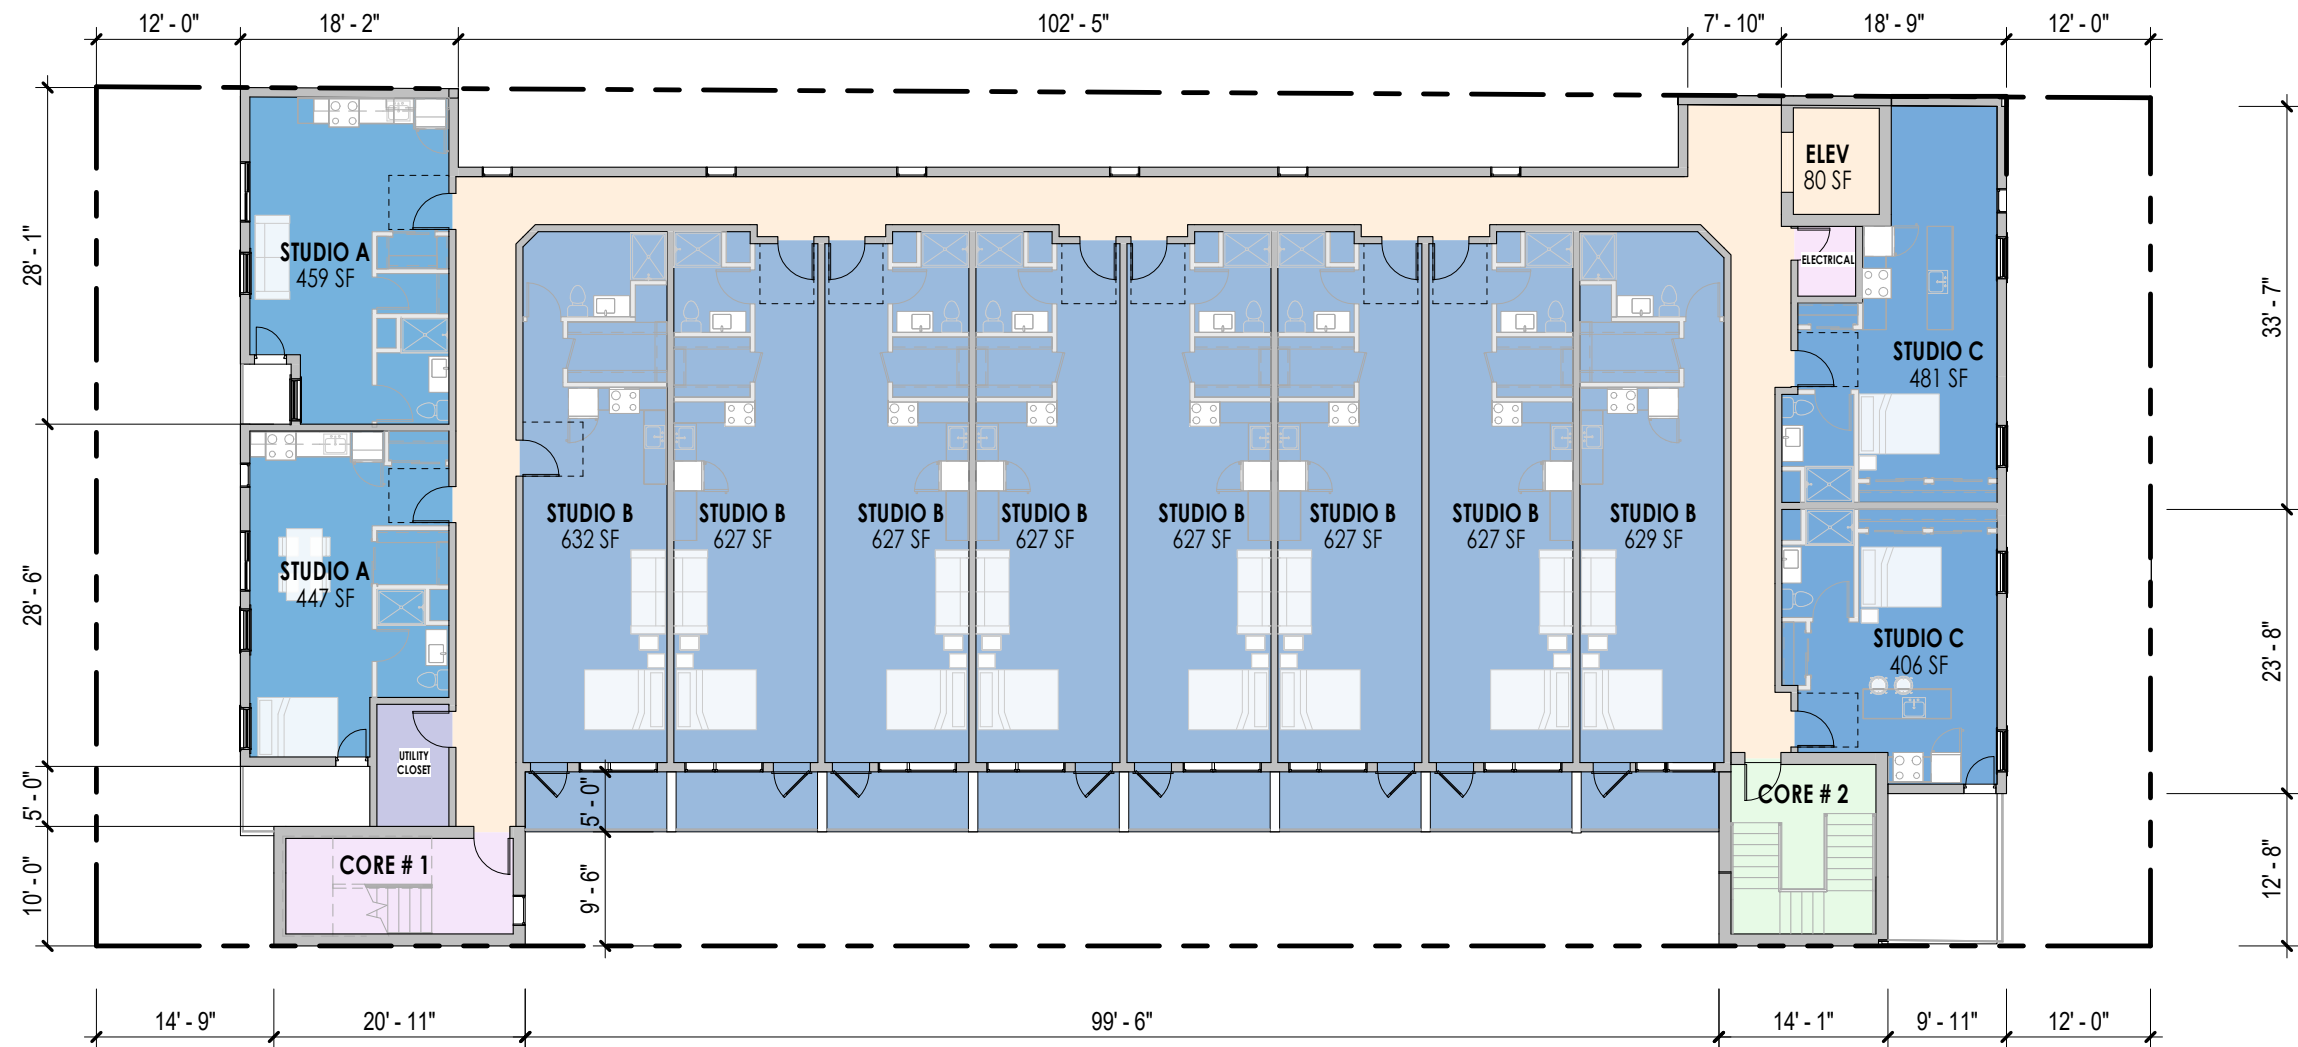 12' - 0"
18' - 2"
102' - 5"
7' - 10"
18' - 9"
12' - 0"
28' - 1"
28' - 6"
5' - 0"
10' - 0"
STUDIO A
459 SF
STUDIO A
447 SF
UTILITY
CLOSET
CORE # 1
STUDIO B
632 SF
STUDIO B
627 SF
STUDIO B
627 SF
STUDIO B
627 SF
STUDIO B
627 SF
STUDIO B
627 SF
STUDIO B
627 SF
STUDIO B
629 SF
5' - 0"
9' - 6"
ELEV
80 SF
ELECTRICAL
STUDIO C
481 SF
STUDIO C
406 SF
CORE # 2
33' - 7"
23' - 8"
12' - 8"
14' - 9"
20' - 11"
99' - 6"
14' - 1"
9' - 11"
12' - 0"